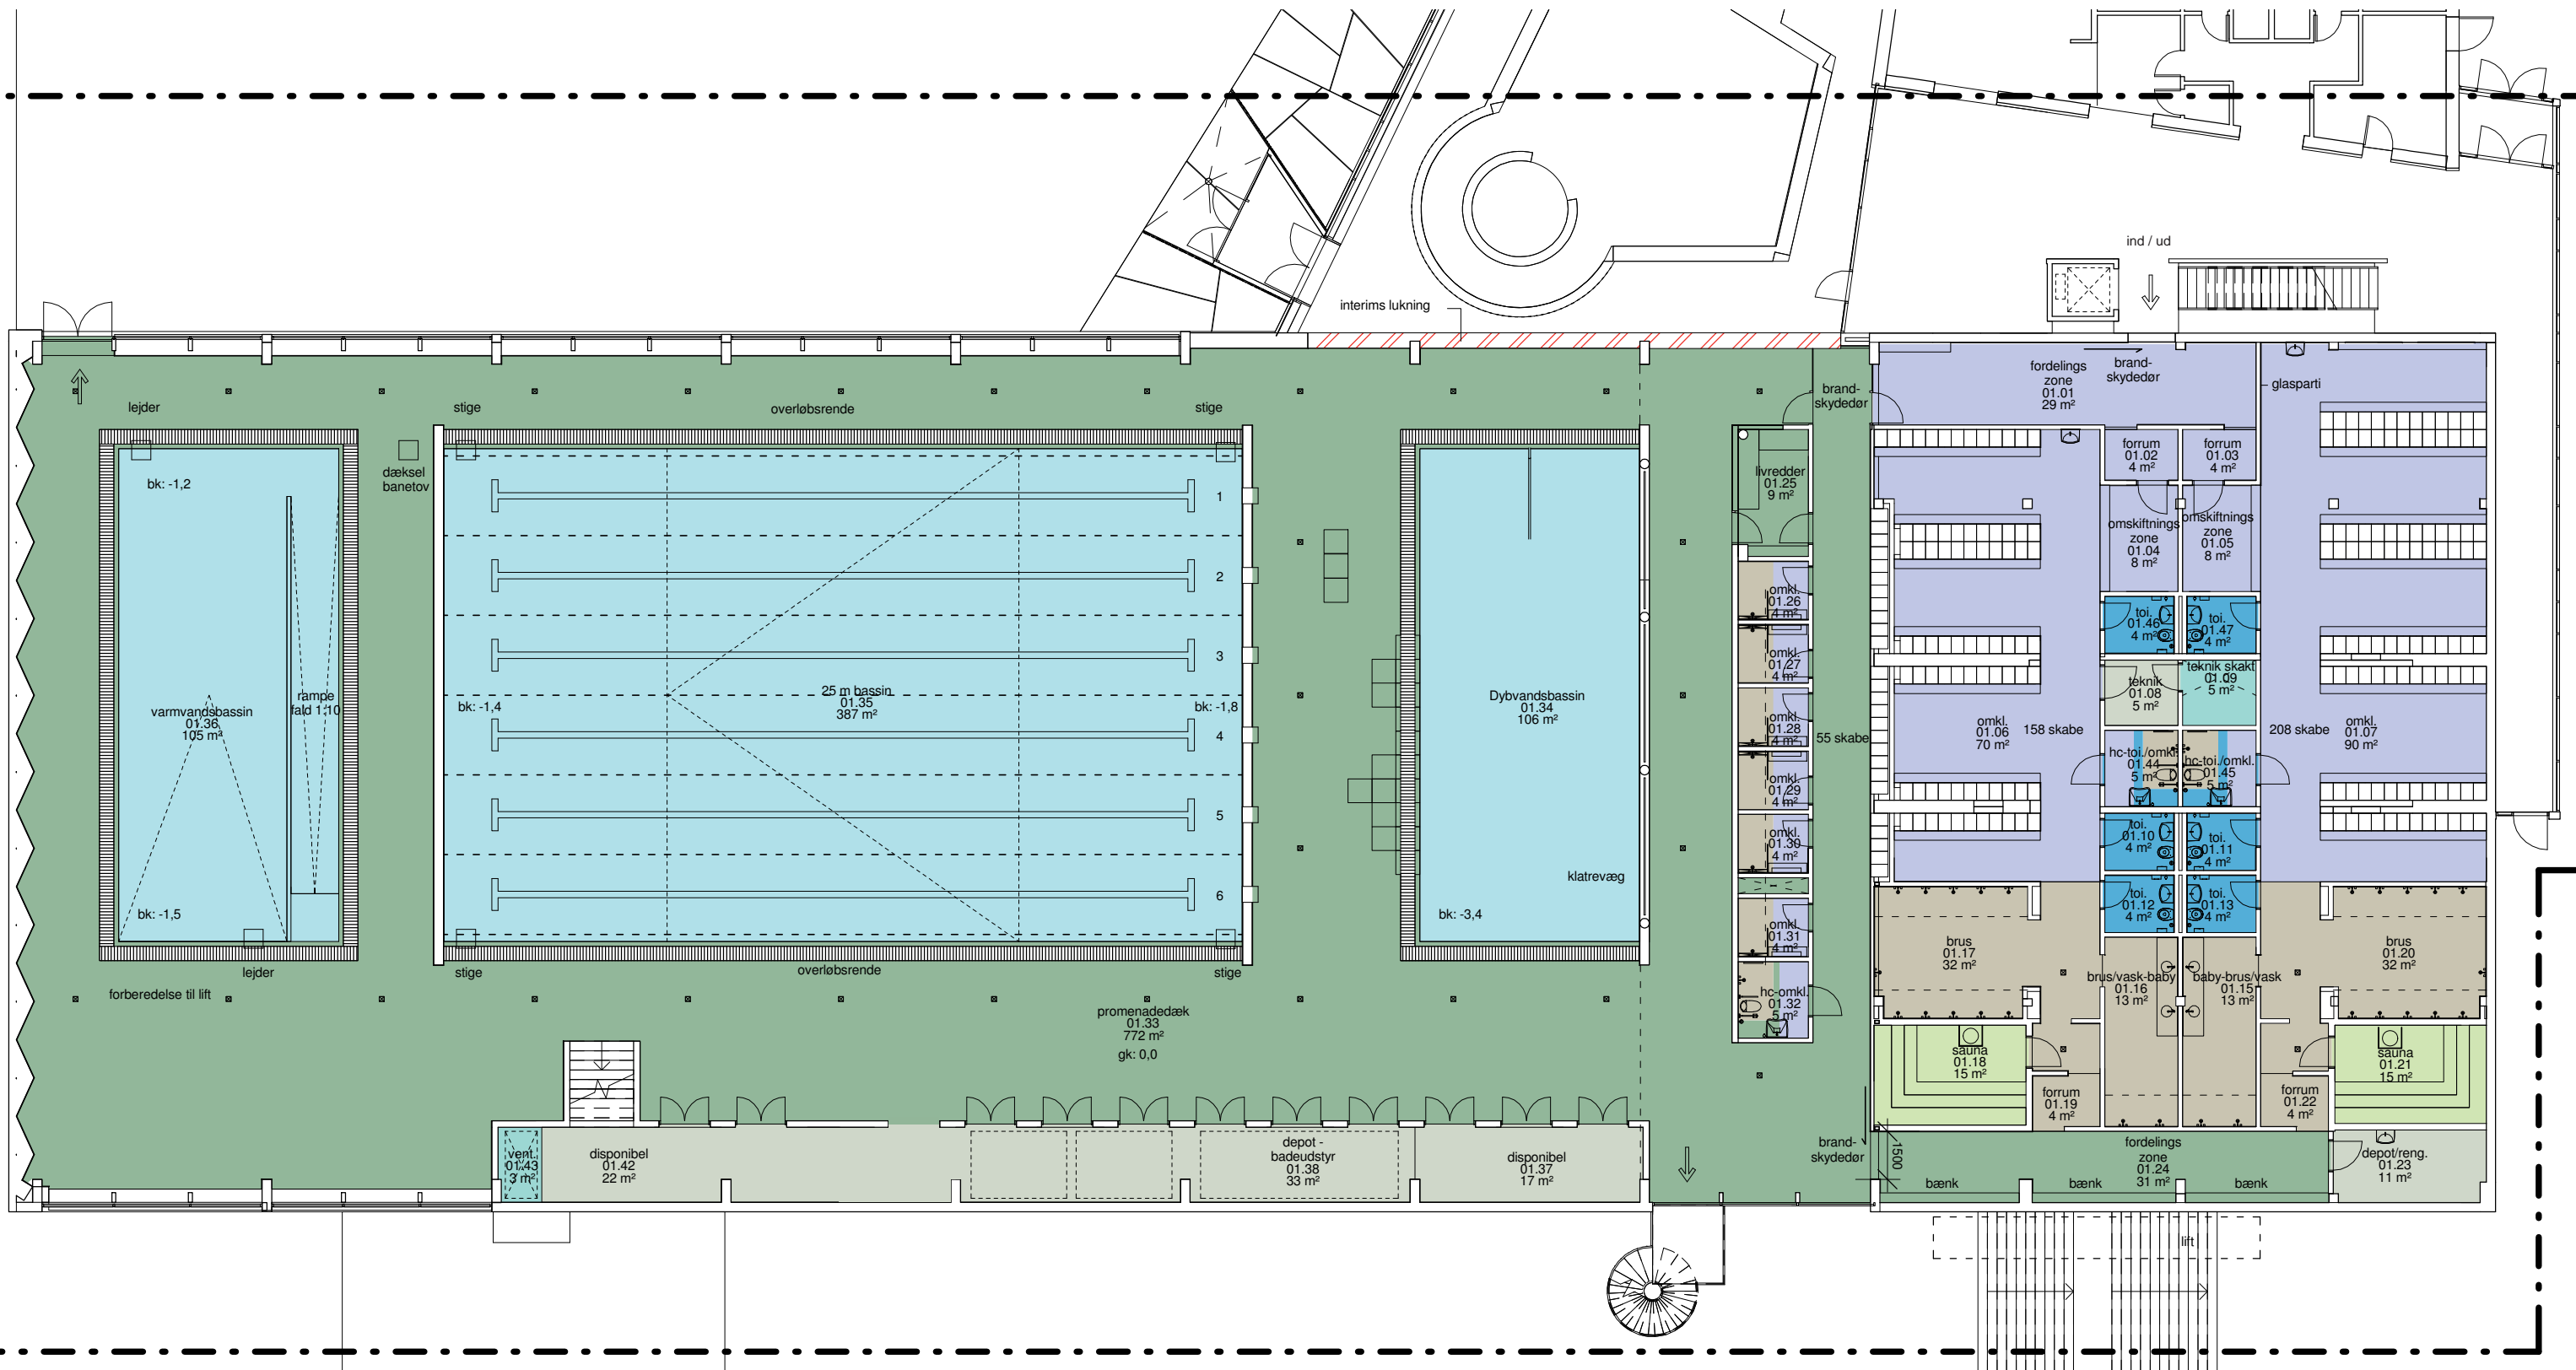 ind / ud
interims lukning
lejder
stige
overløbsrende
stige
dæksel
banetov
bk: -1,2
varmvandsbassin
01.36
105 m²
rampe
fald 1:10
bk: -1,5
lejder
forberedelse til lift
bk: -1,4
25 m bassin
01.35
387 m²
bk: -1,8
1
2
3
4
5
6
stige
overløbsrende
stige
Dybvandsbassin
01.34
106 m²
klatrevæg
bk: -3,4
promenadedæk
01.33
772 m²
gk: 0,0
vent.
01.43
3 m²
disponibel
01.42
22 m²
depot -
badeudstyr
01.38
33 m²
disponibel
01.37
17 m²
brand-
skydedør
livredder
01.25
9 m²
omkl.
01.26
4 m²
omkl.
01.27
4 m²
omkl.
01.28
4 m²
omkl.
01.29
4 m²
omkl.
01.30
4 m²
omkl.
01.31
4 m²
hc-omkl.
01.32
5 m²
55 skabe
brand-
skydedør
1500
fordelings
zone
01.01
29 m²
brand-
skydedør
glasparti
forrum
01.02
4 m²
forrum
01.03
4 m²
omskiftnings
zone
01.04
8 m²
omskiftnings
zone
01.05
8 m²
toi.
01.46
4 m²
toi.
01.47
4 m²
teknik
01.08
5 m²
teknik skakt
01.09
5 m²
omkl.
01.06
70 m²
158 skabe
208 skabe
omkl.
01.07
90 m²
hc-toi./omkl.
01.44
5 m²
hc-toi./omkl.
01.45
5 m²
toi.
01.10
4 m²
toi.
01.11
4 m²
toi.
01.12
4 m²
toi.
01.13
4 m²
brus
01.17
32 m²
brus/vask-baby
01.16
13 m²
baby-brus/vask
01.15
13 m²
brus
01.20
32 m²
sauna
01.18
15 m²
forrum
01.19
4 m²
forrum
01.22
4 m²
sauna
01.21
15 m²
fordelings
zone
01.24
31 m²
bænk
bænk
bænk
depot/reng.
01.23
11 m²
lift